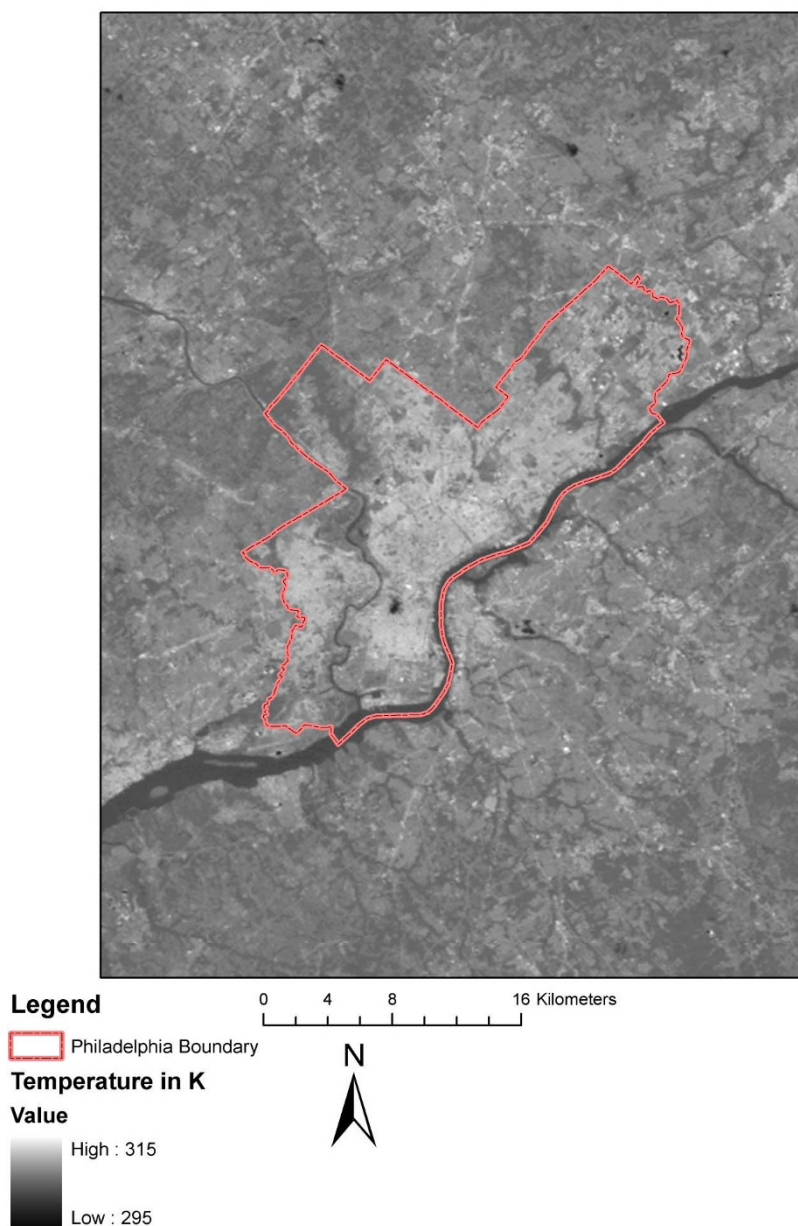 Legend
Philadelphia Boundary
Temperature in K
Value
High : 315
Low : 295
0 4 8 16 Kilometers
N